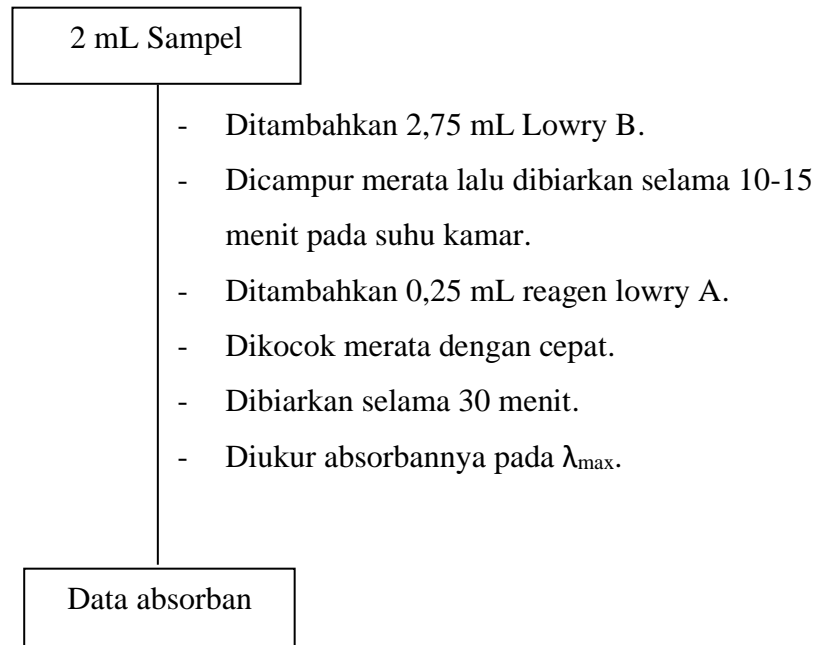 2 mL Sampel
- Ditambahkan 2,75 mL Lowry B.
- Dicampur merata lalu dibiarkan selama 10-15
menit pada suhu kamar.
- Ditambahkan 0,25 mL reagen lowry A.
- Dikocok merata dengan cepat.
- Dibiarkan selama 30 menit.
- Diukur absorbannya pada λmax.
Data absorban